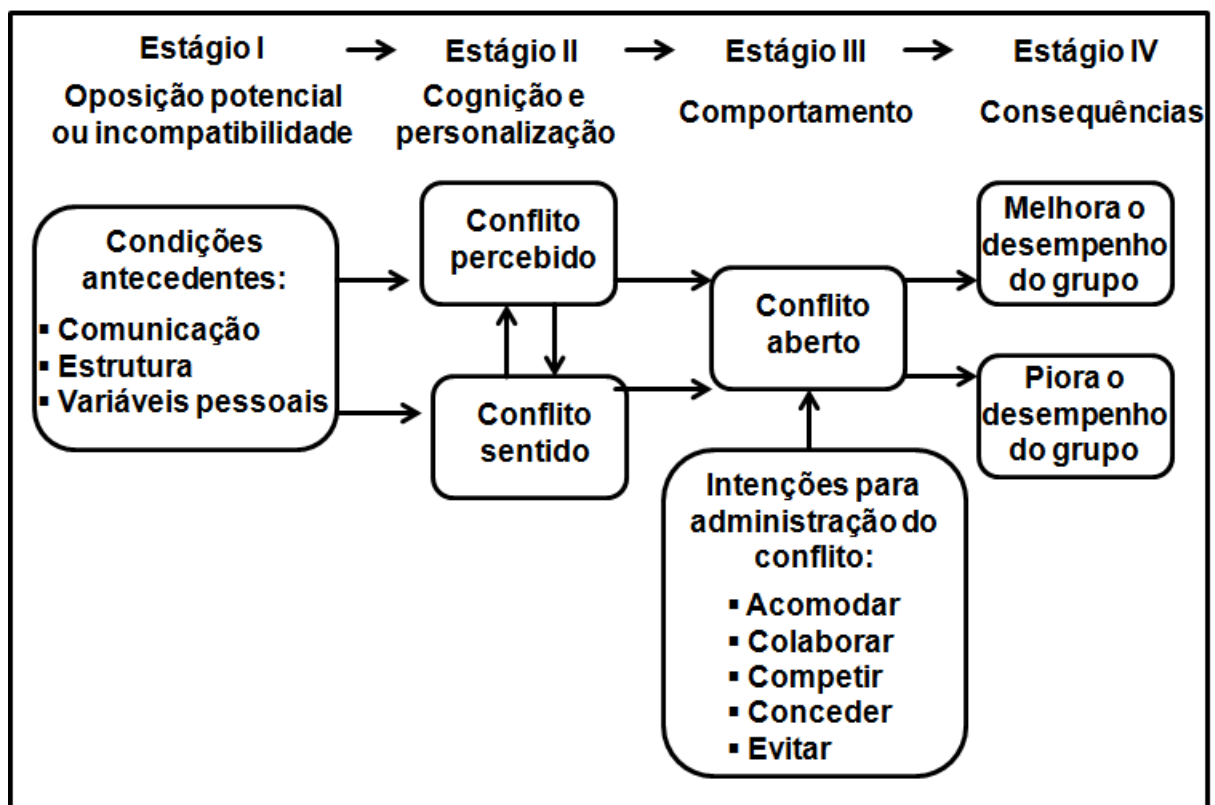 Estágio I
Estágio II
Estágio III
Estágio IV
Oposição potencial
ou incompatibilidade
Cognição e
personalização
Comportamento
Consequências
Condições
antecedentes:
▪ Comunicação
▪ Estrutura
▪ Variáveis pessoais
Conflito
percebido
Conflito
sentido
Conflito
aberto
Intenções para
administração do
conflito:
▪ Acomodar
▪ Colaborar
▪ Competir
▪ Conceder
▪ Evitar
Melhora o
desempenho
do grupo
Piora o
desempenho
do grupo